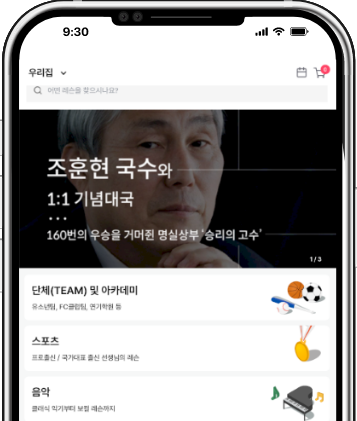 9:30
우리집
어떤 레슨을 찾으시나요?
조훈현 국수와
1:1 기념대국
...
160번의 우승을 거머쥔 명실상부 '승리의 고수'
1/3
단체(TEAM) 및 아카데미
유소년팀, FC클럽팀, 연기학원 등
스포츠
프로출신 / 국가대표 출신 선생님의 레슨
음악
클래식 악기부터 보컬 레슨까지